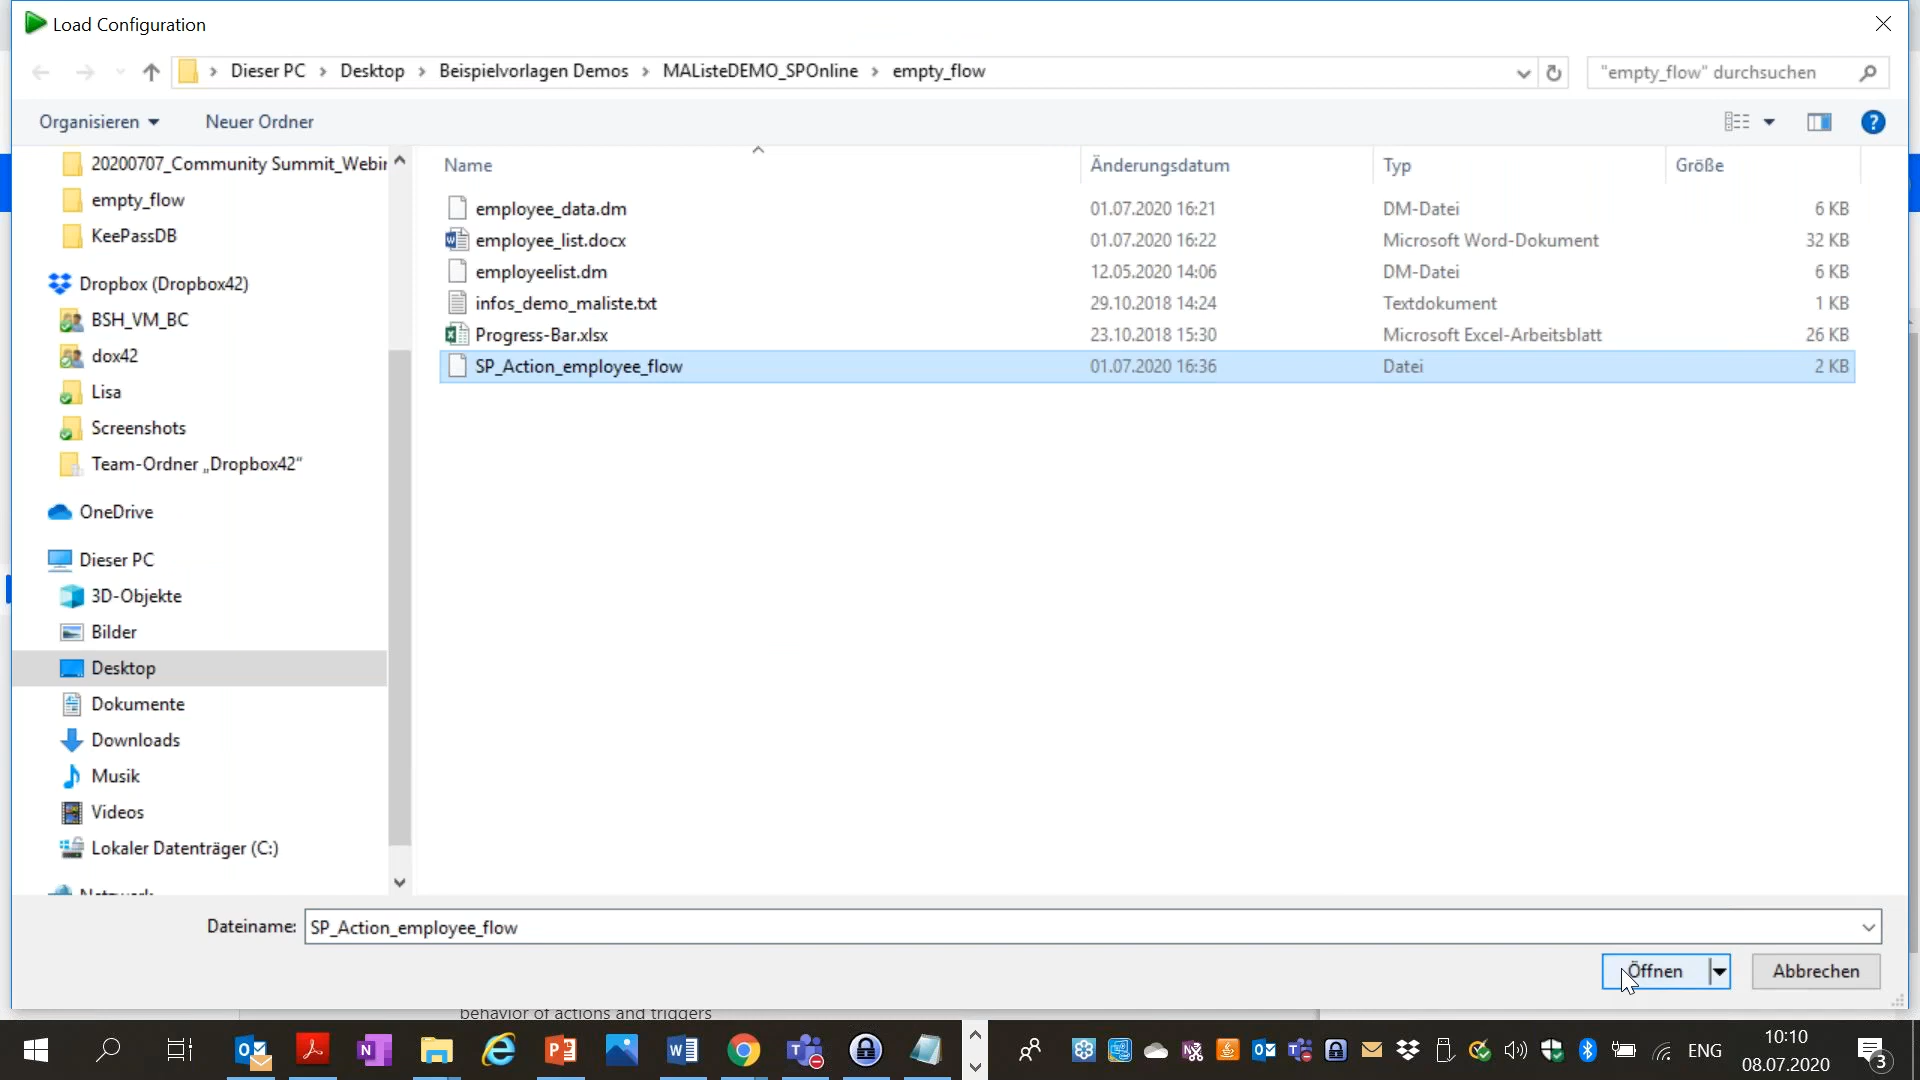 Load Configuration
Dieser PC > Desktop > Beispielvorlagen Demos > MAListeDEMO_SPOnline > empty_flow
"empty_flow" durchsuchen
Organisieren
Neuer Ordner
20200707_Community Summit_Webir
empty_flow
KeePassDB
Dropbox (Dropbox42)
BSH_VM_BC
dox42
Lisa
Screenshots
Team-Ordner „Dropbox42“
OneDrive
Dieser PC
3D-Objekte
Bilder
Desktop
Dokumente
Downloads
Musik
Videos
Lokaler Datenträger (C:)
Netzwerk
Name Änderungsdatum Typ Größe
employee_data.dm 01.07.2020 16:21 DM-Datei 6 KB
employee_list.docx 01.07.2020 16:22 Microsoft Word-Dokument 32 KB
employeelist.dm 12.05.2020 14:06 DM-Datei 6 KB
infos_demo_maliste.txt 29.10.2018 14:24 Textdokument 1 KB
Progress-Bar.xlsx 23.10.2018 15:30 Microsoft Excel-Arbeitsblatt 26 KB
SP_Action_employee_flow 01.07.2020 16:36 Datei 2 KB
Dateiname: SP_Action_employee_flow
Öffnen
Abbrechen
behavior of actions and triggers
ENG
10:10
08.07.2020
3